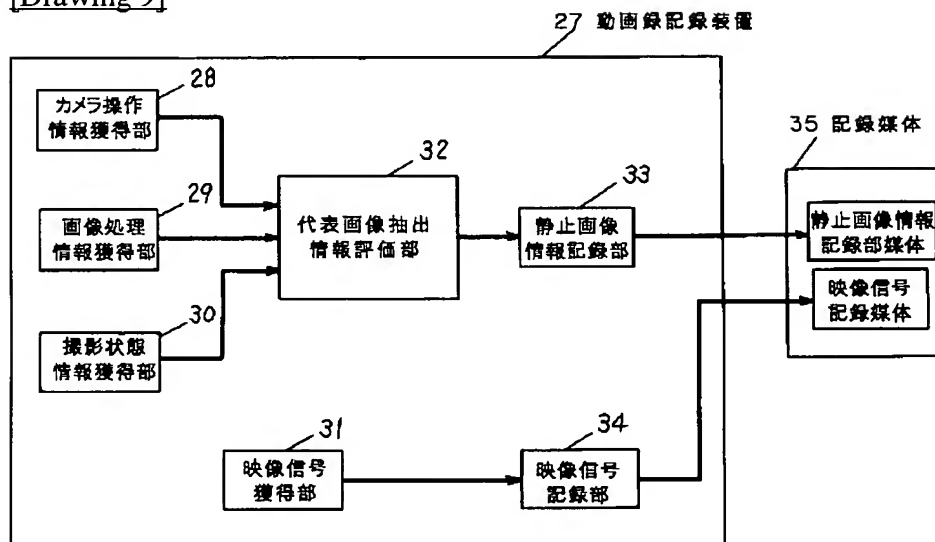 [Drawing 9]
27 動画録記録装置
28
カメラ操作
情報獲得部
35 記録媒体
32
33
29
画像処理
情報獲得部
代表画像抽出
情報評価部
静止画像
情報記録部
静止画像情報
記録部媒体
映像信号
記録媒体
30
撮影状態
情報獲得部
31
映像信号
獲得部
34
映像信号
記録部